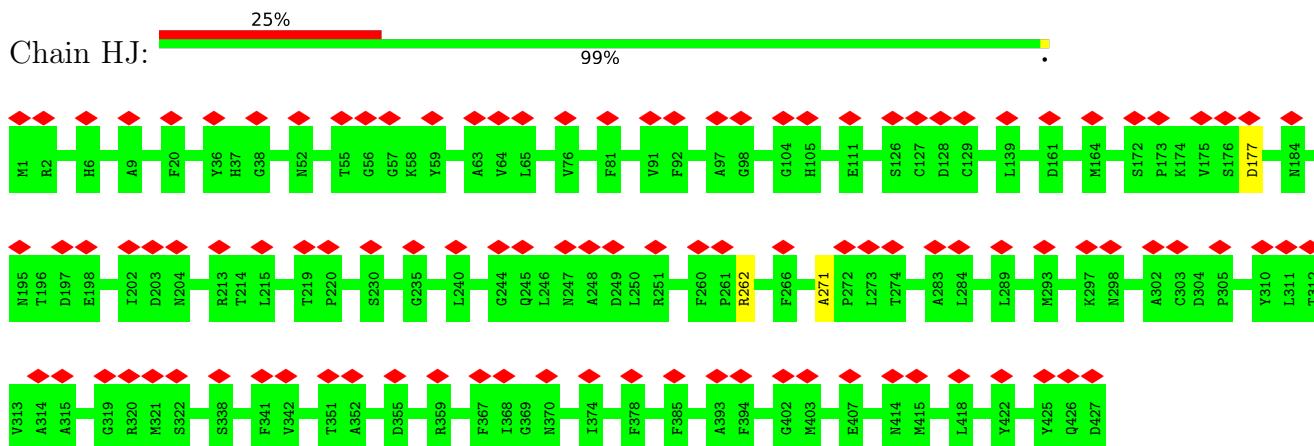 25%
Chain HJ:
99%
.
M1 R2 H6 A9 F20 Y36 H37 G38 N52 T55 G56 G57 K58 Y59 A63 V64 L65 V76 F81 V91 F92 A97 G98 G104 H105 E111 S126 C127 D128 C129 L139 D161 M164 S172 P173 K174 V175 S176 D177 N184
N195 T196 D197 E198 I202 D203 N204 R213 T214 L215 T219 P220 S230 G235 L240 G244 Q245 L246 N247 A248 D249 L250 R251 F260 P261 R262 F266 A271 P272 L273 T274 A283 L284 L289 M293 K297 N298 A302 C303 D304 P305 Y310 L311 T312
V313 A314 A315 G319 R320 M321 S322 S338 F341 V342 T351 A352 D355 R359 F367 I368 G369 N370 I374 F378 F385 A393 F394 G402 M403 E407 N414 M415 L418 Y422 Y425 Q426 D427